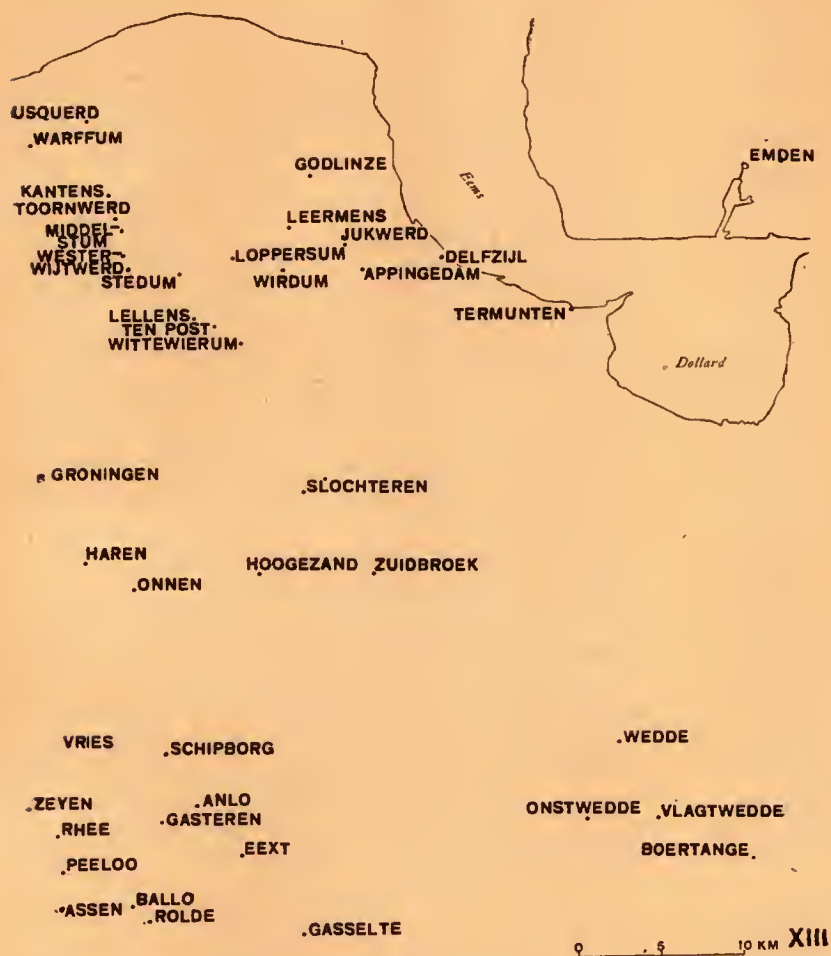 USQUERD
WARFFUM
EMDEN
GODLINZE
Eems
KANTENS
TOORNWERD
LEERMENS
MIDDEL-
STUM
JUKWERD
WESTER-
WIJTWERD
LOPPERSUM
DELFZIJL
STEDUM
WIRDUM
APPINGEDAM
LELLENS
TEN POST
WITTEWIERUM
TERMUNTEN
Dollard
GRONINGEN
SLOCHTEREN
HAREN
HOOGEZAND
ZUIDBROEK
ONNEN
VRIES
SCHIPBORG
WEDDE
ZEYEN
ANLO
GASTEREN
ONSTWEDDE
VLAGTWEDDE
RHEE
EEXT
BOERTANGE
PEELOO
ASSEN
BALLO
ROLDE
GASSELTE
0 5 10 KM
XIII